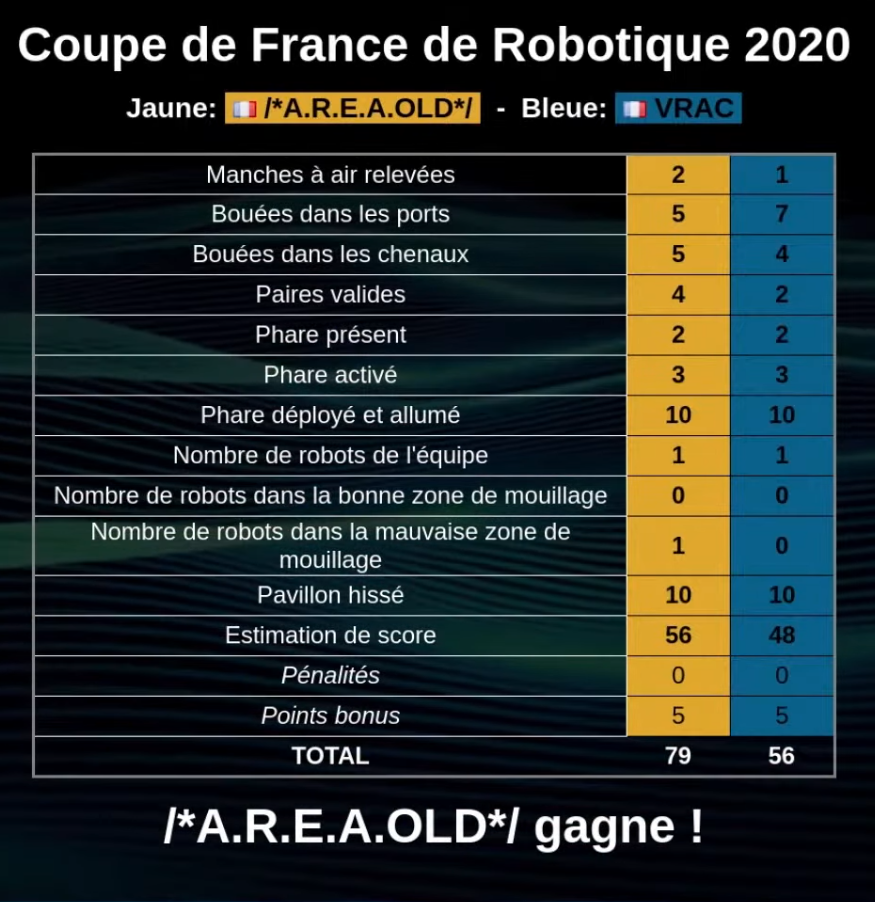 Coupe de France de Robotique 2020
Jaune: /*A.R.E.A.OLD*/ - Bleue: VRAC
Manches à air relevées 2 1
Bouées dans les ports 5 7
Bouées dans les chenaux 5 4
Paires valides 4 2
Phare présent 2 2
Phare activé 3 3
Phare déployé et allumé 10 10
Nombre de robots de l'équipe 1 1
Nombre de robots dans la bonne zone de mouillage 0 0
Nombre de robots dans la mauvaise zone de
mouillage 1 0
Pavillon hissé 10 10
Estimation de score 56 48
Pénalités 0 0
Points bonus 5 5
TOTAL 79 56
/*A.R.E.A.OLD*/ gagne !